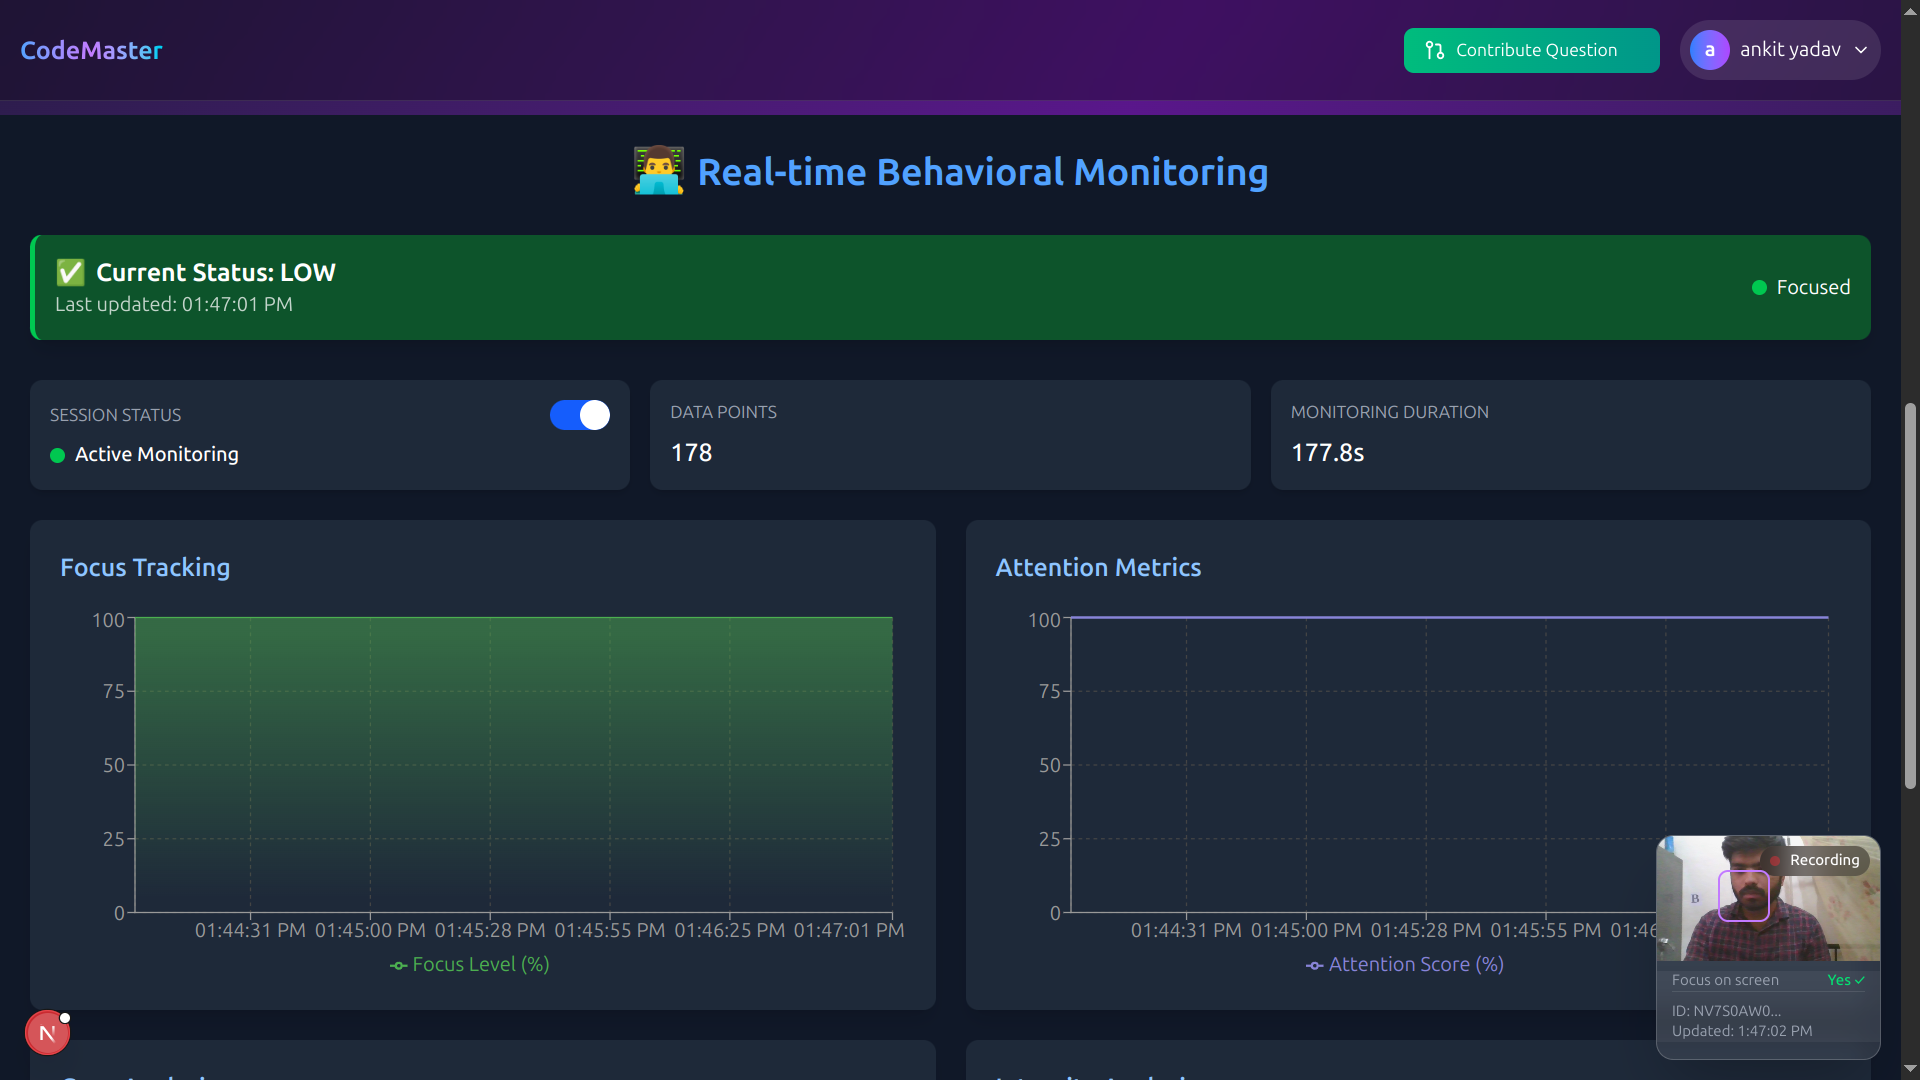 CodeMaster
Contribute Question
a
ankit yadav
Real-time Behavioral Monitoring
Current Status: LOW
Last updated: 01:47:01 PM
Focused
SESSION STATUS
Active Monitoring
DATA POINTS
178
MONITORING DURATION
177.8s
Focus Tracking
100
75
50
25
0
01:44:31 PM 01:45:00 PM 01:45:28 PM 01:45:55 PM 01:46:25 PM 01:47:01 PM
Focus Level (%)
Attention Metrics
100
75
50
25
0
01:44:31 PM 01:45:00 PM 01:45:28 PM 01:45:55 PM 01:46
Attention Score (%)
Recording
B
Focus on screen Yes ✓
ID: NV7S0AW0...
Updated: 1:47:02 PM
N